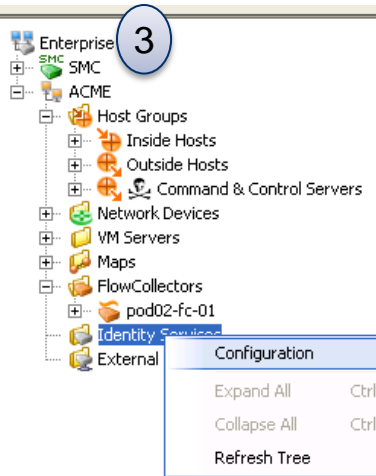 Enterprise
3
SMC SMC
ACME
Host Groups
Inside Hosts
Outside Hosts
Command & Control Servers
Network Devices
VM Servers
Maps
FlowCollectors
pod02-fc-01
Identity Services
External
Configuration
Expand All Ctrl
Collapse All Ctrl
Refresh Tree